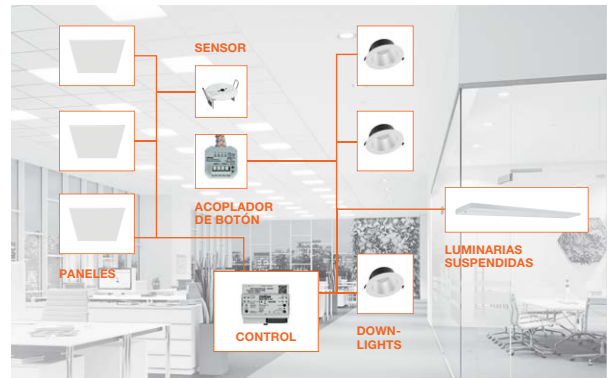 SENSOR
ACOPLADOR
DE BOTÓN
PANELES
LUMINARIAS
SUSPENDIDAS
CONTROL
DOWN-
LIGHTS